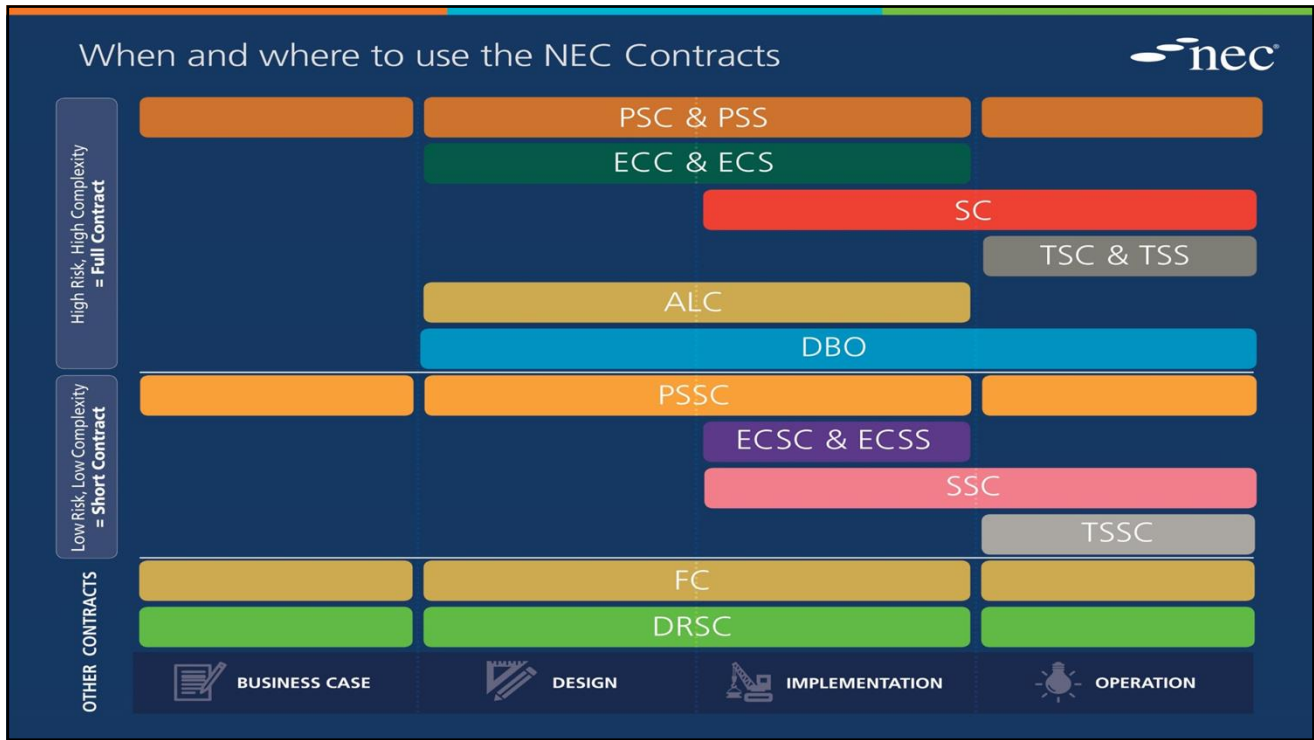 When and where to use the NEC Contracts
nec®
High Risk, High Complexity
= Full Contract
PSC & PSS
ECC & ECS
SC
TSC & TSS
ALC
DBO
Low Risk, Low Complexity
= Short Contract
PSSC
ECSC & ECSS
SSC
TSSC
OTHER CONTRACTS
FC
DRSC
BUSINESS CASE
DESIGN
IMPLEMENTATION
OPERATION